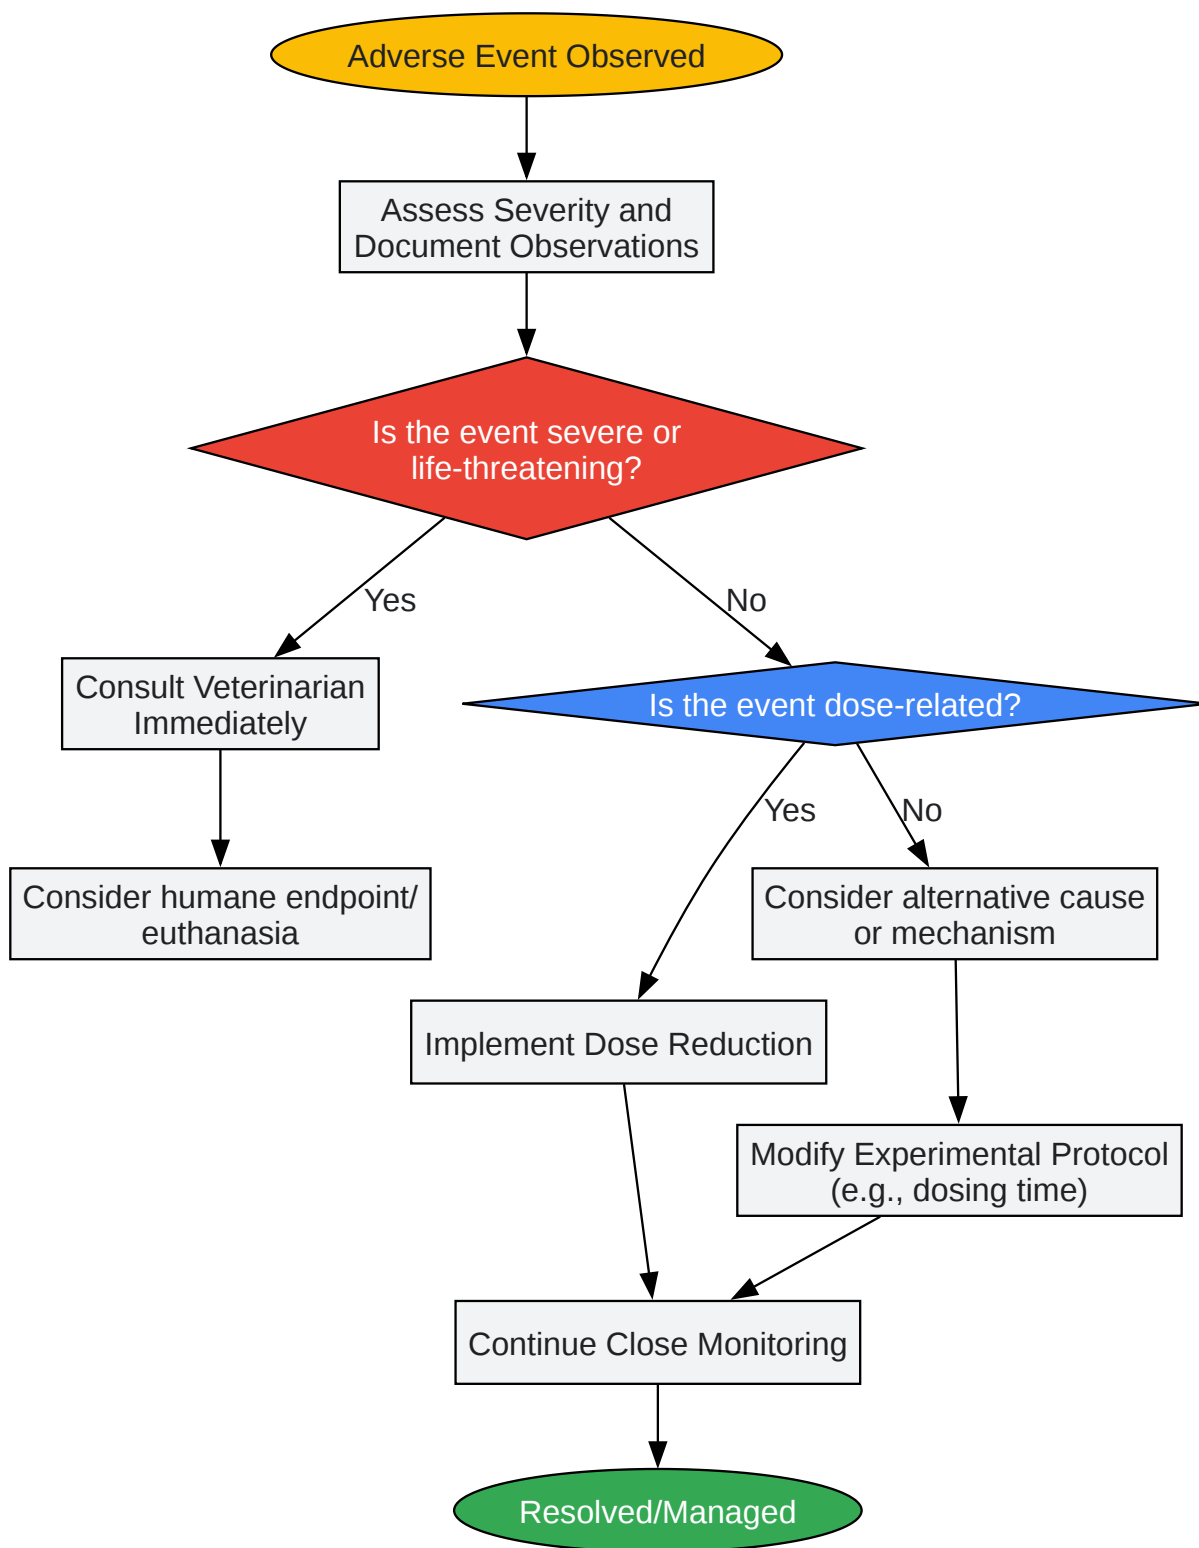 Adverse Event Observed
Assess Severity and
Document Observations
Is the event severe or
life-threatening?
Yes
No
Consult Veterinarian
Immediately
Is the event dose-related?
Yes
No
Consider humane endpoint/
euthanasia
Consider alternative cause
or mechanism
Implement Dose Reduction
Modify Experimental Protocol
(e.g., dosing time)
Continue Close Monitoring
Resolved/Managed